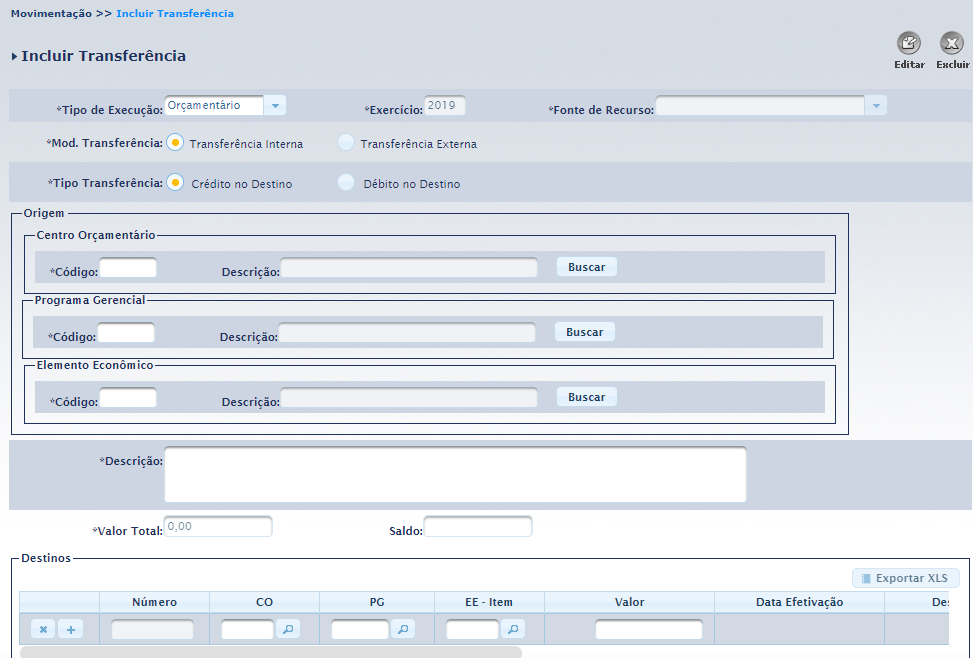 Movimentação >> Incluir Transferência
Incluir Transferência
Editar Excluir
*Tipo de Execução: Orçamentário *Exercício: 2019 *Fonte de Recurso:
*Mod. Transferência: Transferência Interna Transferência Externa
*Tipo Transferência: Crédito no Destino Débito no Destino
Origem
Centro Orçamentário
*Código: Descrição: Buscar
Programa Gerencial
*Código: Descrição: Buscar
Elemento Econômico
*Código: Descrição: Buscar
*Descrição:
*Valor Total: 0,00 Saldo:
Destinos
Exportar XLS
Número CO PG EE - Item Valor Data Efetivação